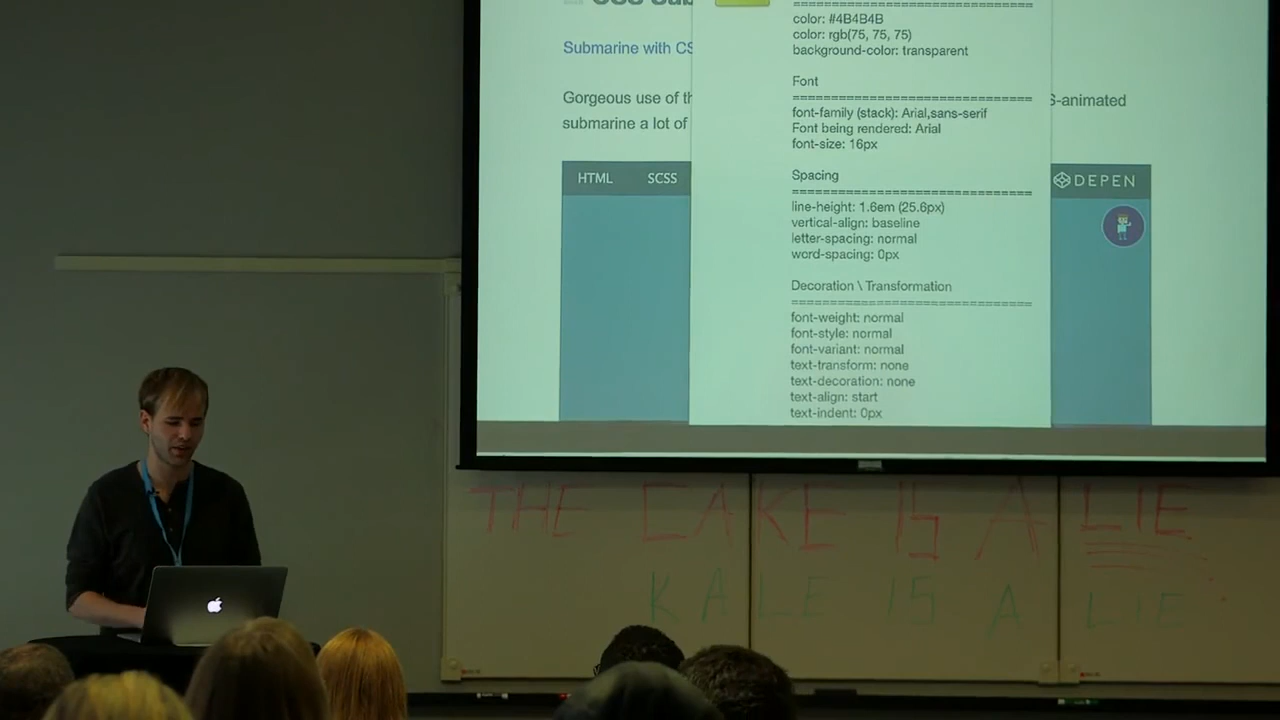 color: #4B4B4B
color: rgb(75, 75, 75)
background-color: transparent
Font
==================================
font-family (stack): Arial,sans-serif
Font being rendered: Arial
font-size: 16px
Spacing
==================================
line-height: 1.6em (25.6px)
vertical-align: baseline
letter-spacing: normal
word-spacing: 0px
Decoration \ Transformation
==================================
font-weight: normal
font-style: normal
font-variant: normal
text-transform: none
text-decoration: none
text-align: start
text-indent: 0px
Submarine with CS
Gorgeous use of th
S-animated
submarine a lot of
HTML SCSS
DEPEN
THE CAKE IS A LIE
KALE IS A LIE